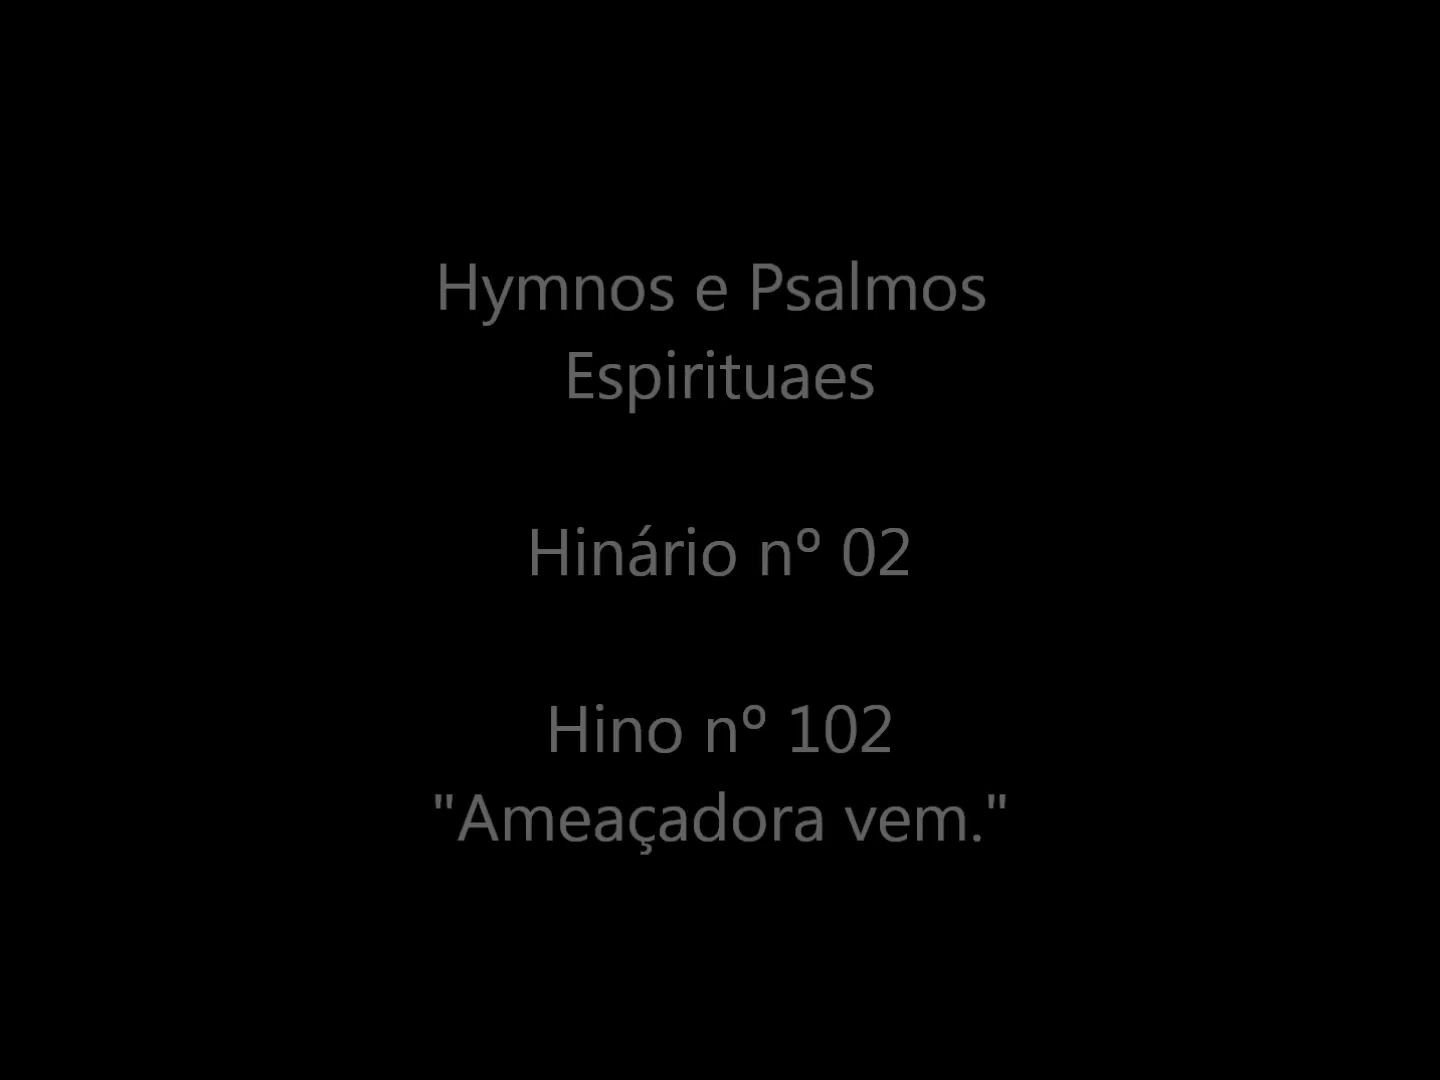 Hymnos e Psalmos
Espirituaes
Hinário nº 02
Hino nº 102
"Ameaçadora vem."